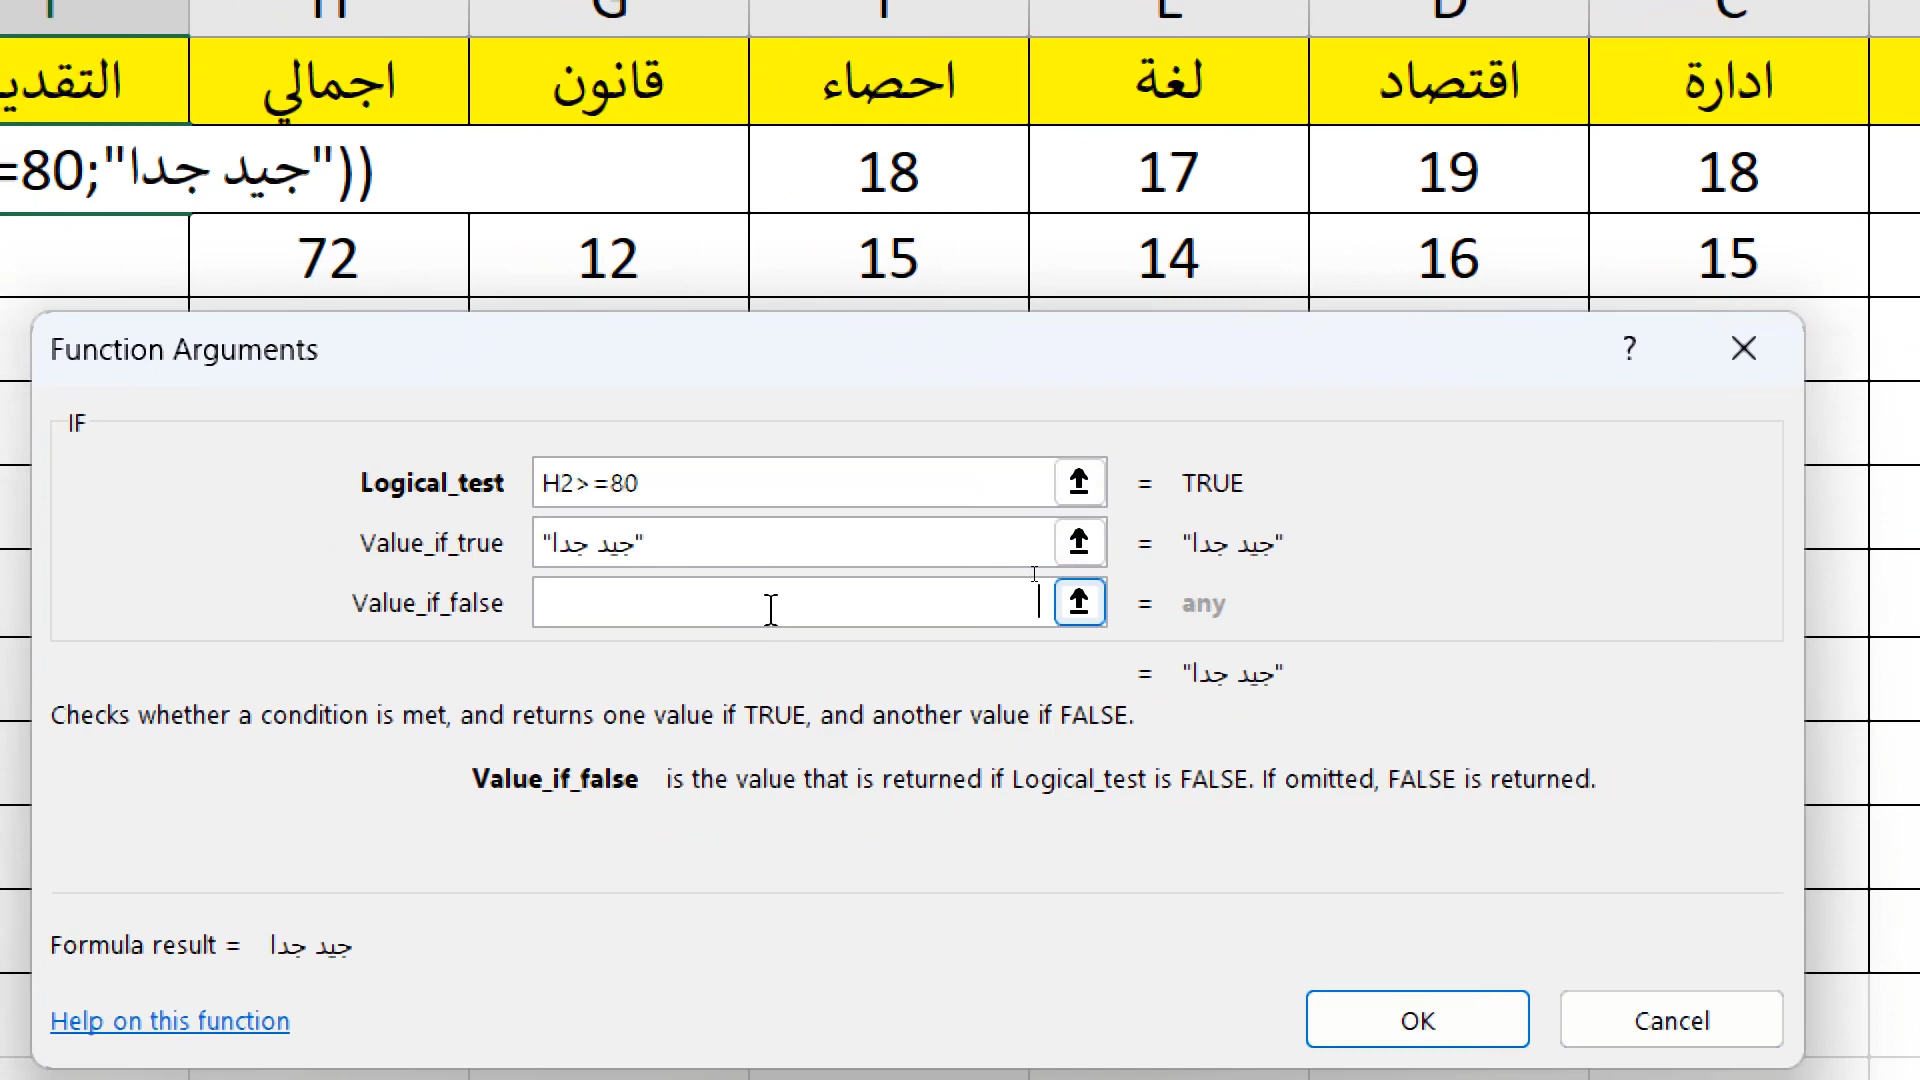 H G E D C
ادارة اقتصاد لغة احصاء قانون اجمالي
18 19 17 18 =80;"جيد جدا"))
15 16 14 15 12 72
Function Arguments ?
IF
Logical_test H2>=80 = TRUE
Value_if_true "جيد جدا" = "جيد جدا"
Value_if_false = any
= "جيد جدا"
Checks whether a condition is met, and returns one value if TRUE, and another value if FALSE.
Value_if_false is the value that is returned if Logical_test is FALSE. If omitted, FALSE is returned.
Formula result = جيد جدا
Help on this function
OK Cancel